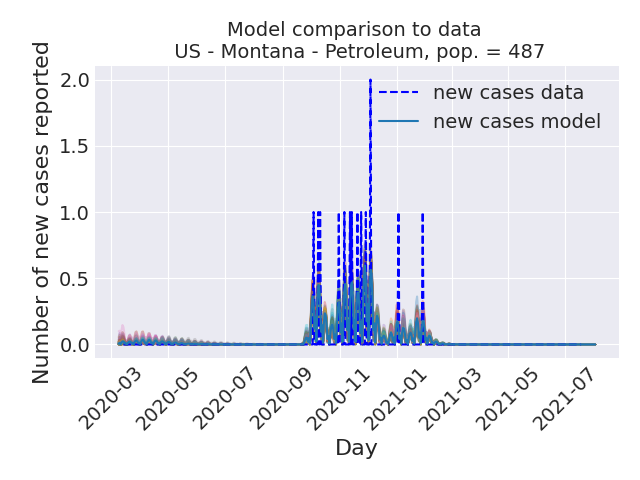 Model comparison to data
US - Montana - Petroleum, pop. = 487
Number of new cases reported
2.0
1.5
1.0
0.5
0.0
new cases data
new cases model
2020-03
2020-05
2020-07
2020-09
2020-11
2021-01
2021-03
2021-05
2021-07
Day